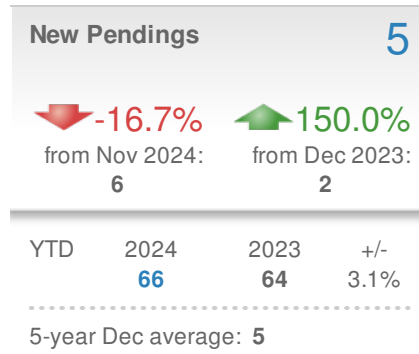 New Pendings 5
-16.7% 150.0%
from Nov 2024: from Dec 2023:
6 2
YTD 2024 2023 +/-
66 64 3.1%
5-year Dec average: 5